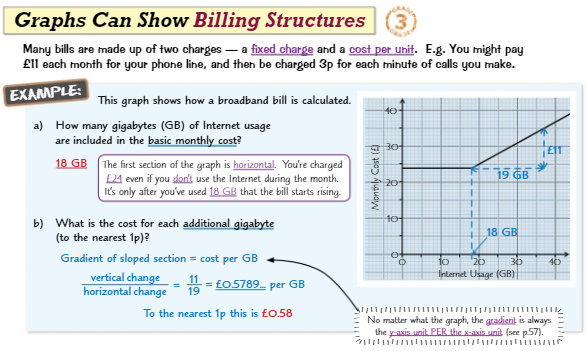 Graphs Can Show Billing Structures
GRADE
3
GRADE
Many bills are made up of two charges — a fixed charge and a cost per unit. E.g. You might pay
£11 each month for your phone line, and then be charged 3p for each minute of calls you make.
EXAMPLE:
This graph shows how a broadband bill is calculated.
a) How many gigabytes (GB) of Internet usage
are included in the basic monthly cost?
18 GB
The first section of the graph is horizontal. You're charged
£24 even if you don't use the Internet during the month.
It's only after you've used 18 GB that the bill starts rising.
b) What is the cost for each additional gigabyte
(to the nearest 1p)?
Gradient of sloped section = cost per GB
vertical change
horizontal change
=
11
19
= £0.5789... per GB
To the nearest 1p this is £0.58
Monthly Cost (£)
40
30
20
10
0
£11
19 GB
18 GB
0 10 20 30 40
Internet Usage (GB)
No matter what the graph, the gradient is always
the y-axis unit PER the x-axis unit (see p.57).